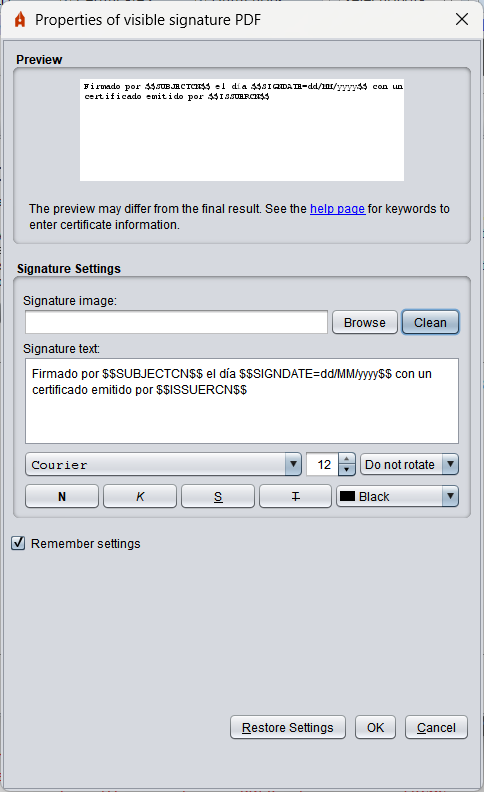 Properties of visible signature PDF
Preview
Firmado por $$SUBJECTCN$$ el día $$SIGNDATE=dd/MM/yyyy$$ con un
certificado emitido por $$ISSUERCN$$
The preview may differ from the final result. See the help page for keywords to
enter certificate information.
Signature Settings
Signature image:
Browse
Clean
Signature text:
Firmado por $$SUBJECTCN$$ el día $$SIGNDATE=dd/MM/yyyy$$ con un
certificado emitido por $$ISSUERCN$$
Courier
12
Do not rotate
N
K
S
T
Black
Remember settings
Restore Settings
OK
Cancel